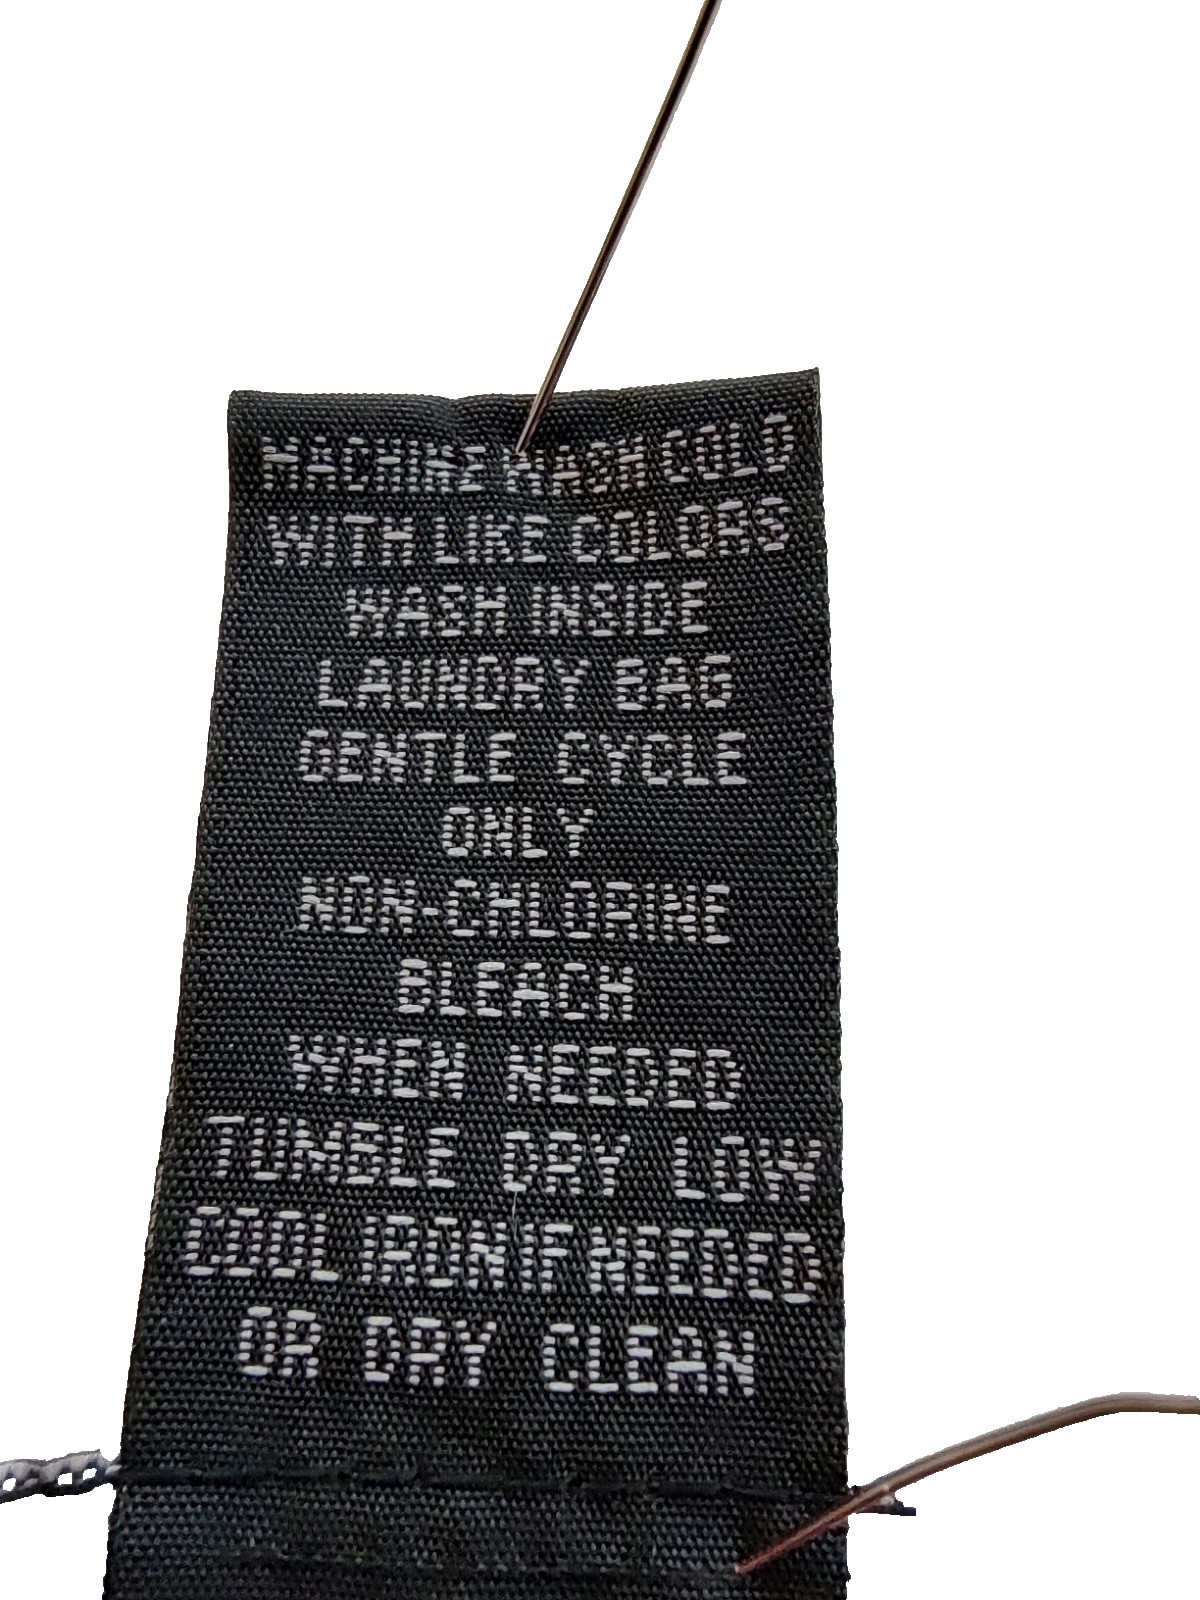 MACHINE WASH COLD
WITH LIKE COLORS
WASH INSIDE
LAUNDRY BAG
GENTLE CYCLE
ONLY
NON-CHLORINE
BLEACH
WHEN NEEDED
TUMBLE DRY LOW
COOL IRON IF NEEDED
OR DRY CLEAN